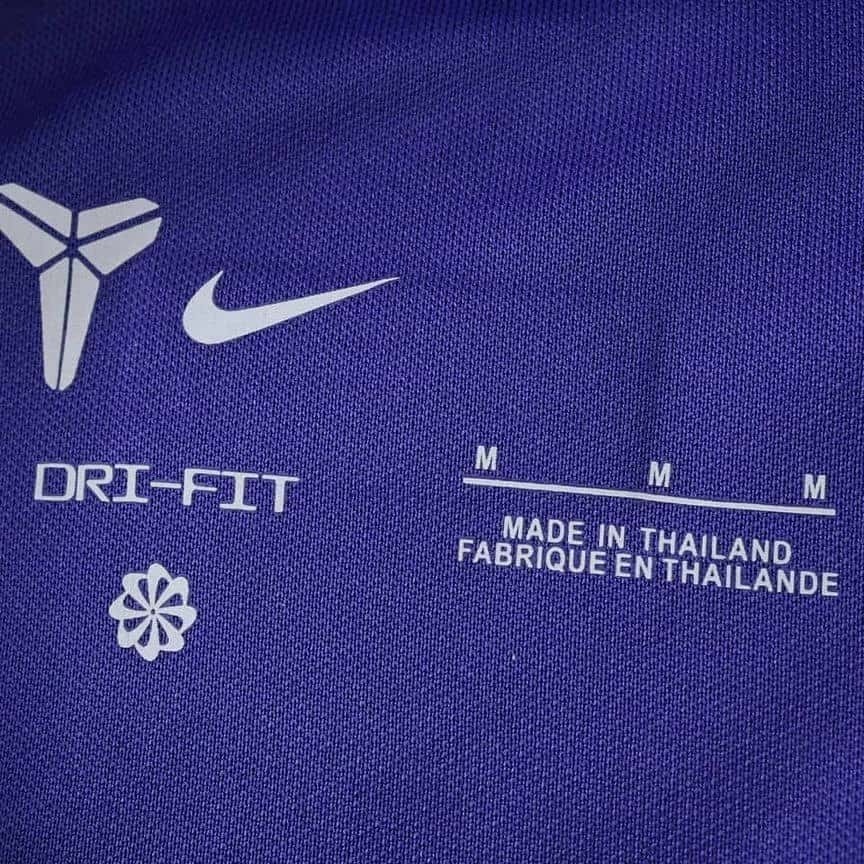 DRI-FIT
M M M
MADE IN THAILAND
FABRIQUE EN THAILANDE